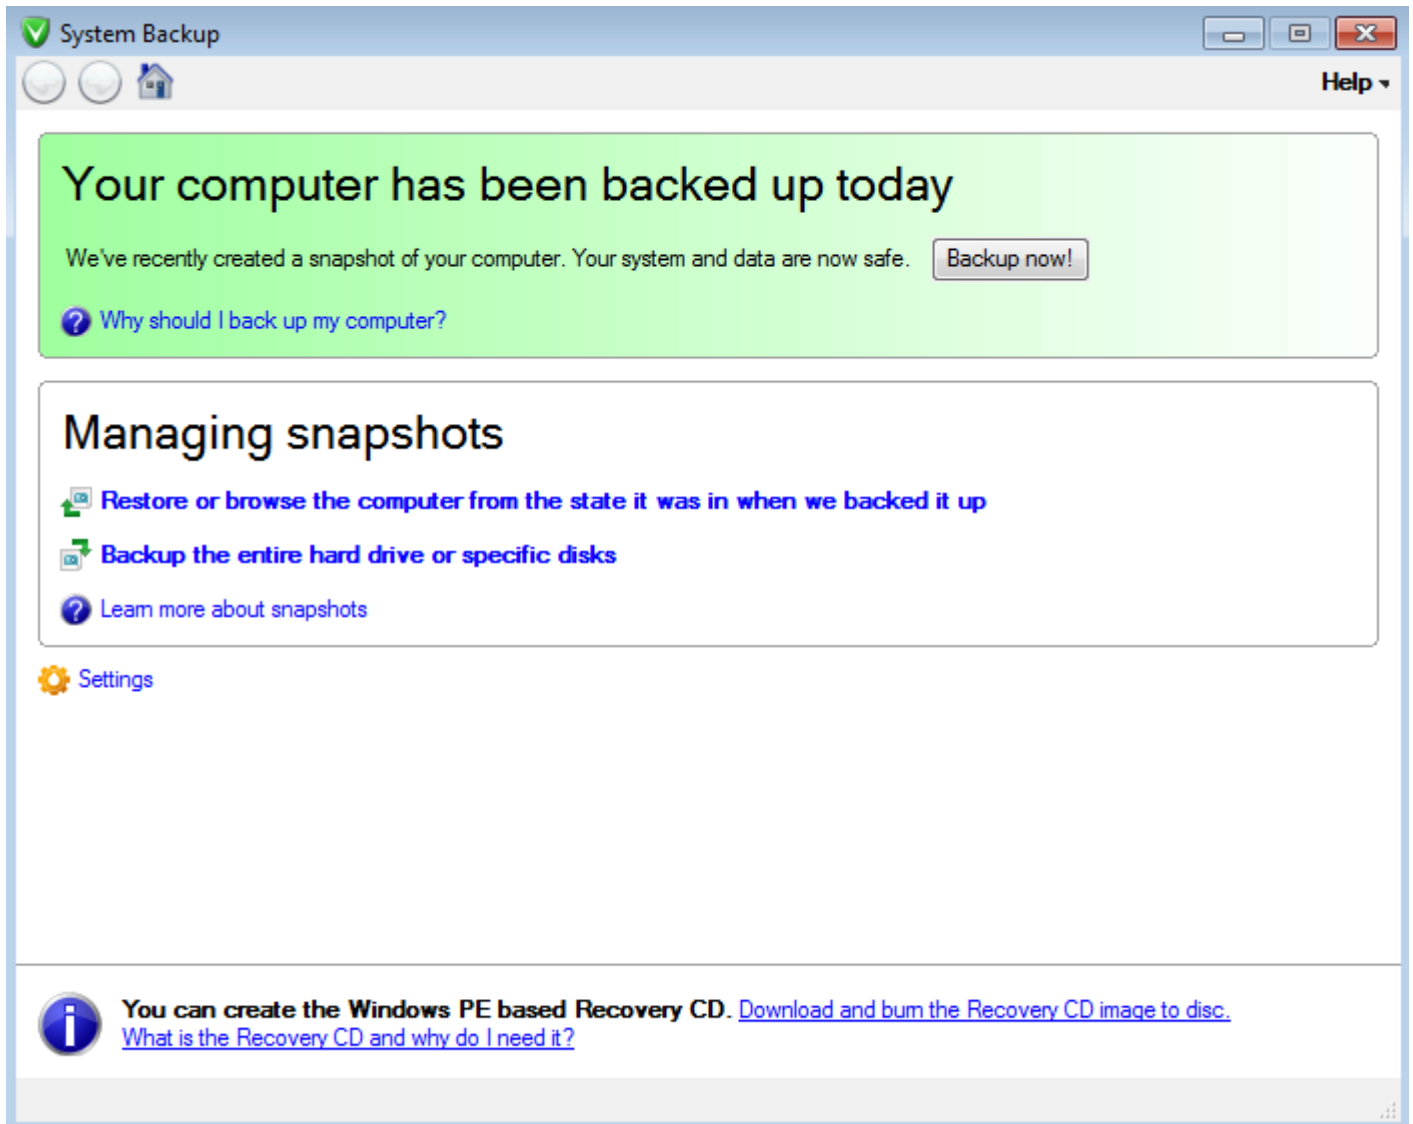 System Backup
Help
Your computer has been backed up today
We've recently created a snapshot of your computer. Your system and data are now safe. Backup now!
Why should I back up my computer?
Managing snapshots
Restore or browse the computer from the state it was in when we backed it up
Backup the entire hard drive or specific disks
Learn more about snapshots
Settings
You can create the Windows PE based Recovery CD. Download and burn the Recovery CD image to disc.
What is the Recovery CD and why do I need it?